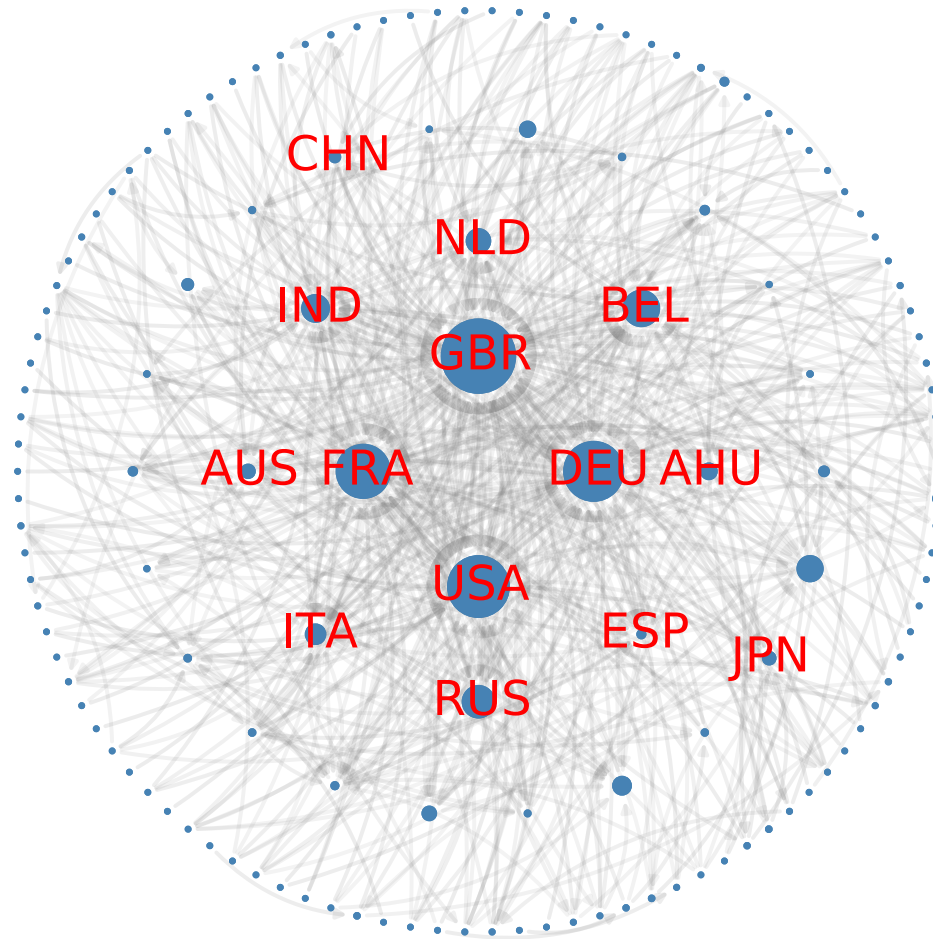 CHN
NLD
IND
BEL
GBR
AUS FRA DEU AHU
USA
ITA
ESP
JPN
RUS